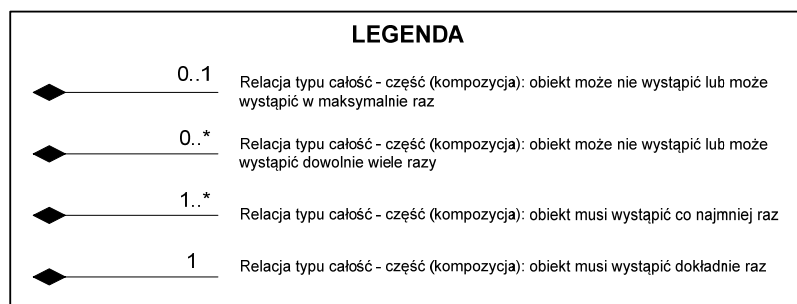 LEGENDA
0..1
Relacja typu całość - część (kompozycja): obiekt może nie wystąpić lub może
wystąpić w maksymalnie raz
0..*
Relacja typu całość - część (kompozycja): obiekt może nie wystąpić lub może
wystąpić dowolnie wiele razy
1..*
Relacja typu całość - część (kompozycja): obiekt musi wystąpić co najmniej raz
1
Relacja typu całość - część (kompozycja): obiekt musi wystąpić dokładnie raz